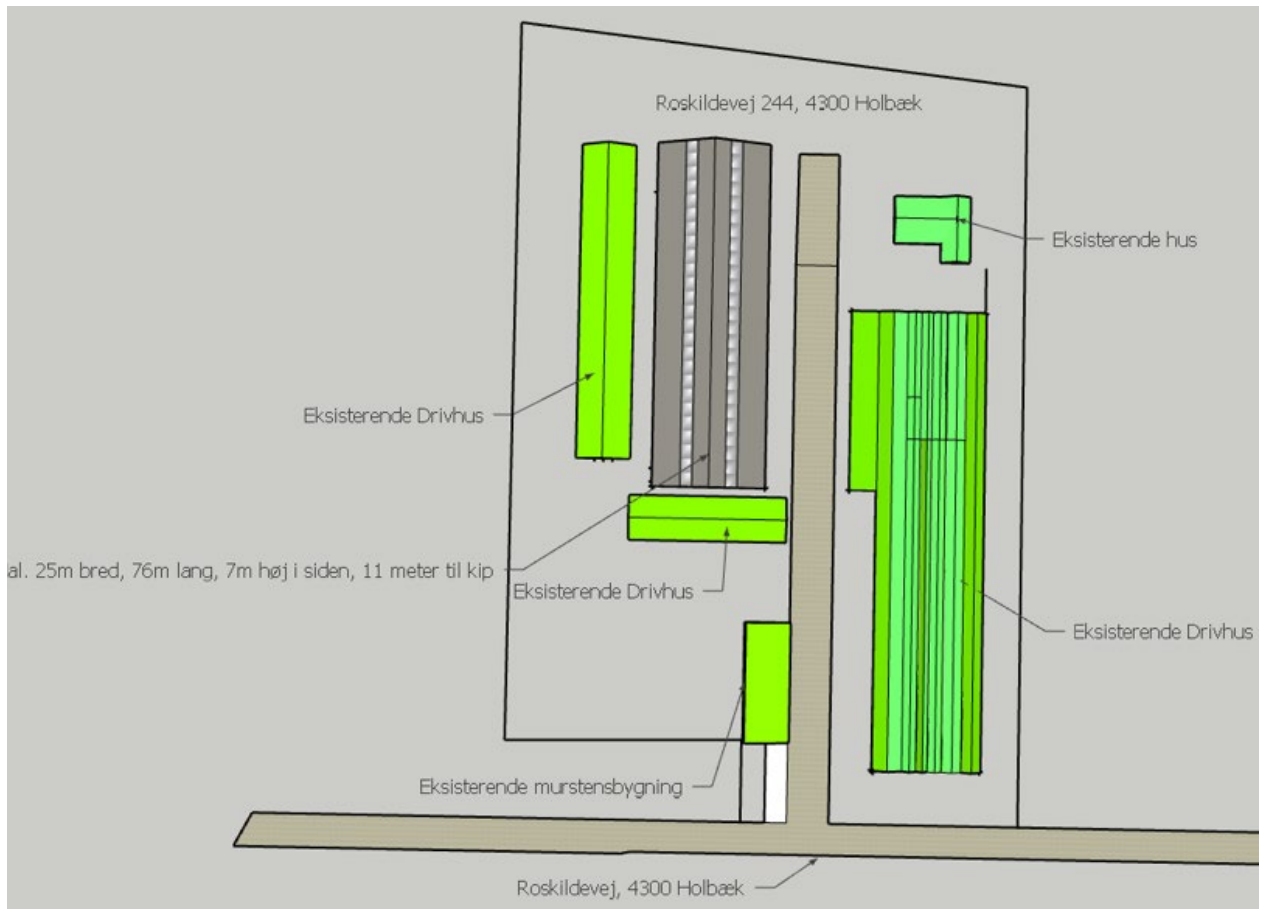 Roskildevej 244, 4300 Holbæk
Eksisterende hus
Eksisterende Drivhus
al. 25m bred, 76m lang, 7m høj i siden, 11 meter til kip
Eksisterende Drivhus
Eksisterende Drivhus
Eksisterende murstensbygning
Roskildevej, 4300 Holbæk